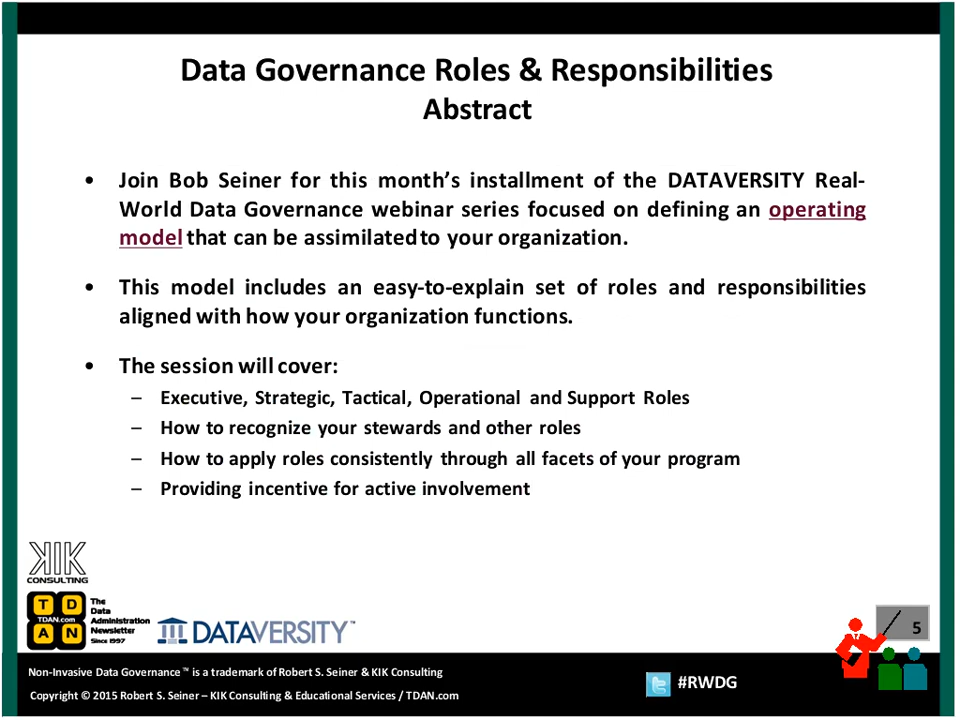 Data Governance Roles & Responsibilities
Abstract
• Join Bob Seiner for this month's installment of the DATAVERSITY Real-
World Data Governance webinar series focused on defining an operating
model that can be assimilated to your organization.
• This model includes an easy-to-explain set of roles and responsibilities
aligned with how your organization functions.
• The session will cover:
– Executive, Strategic, Tactical, Operational and Support Roles
– How to recognize your stewards and other roles
– How to apply roles consistently through all facets of your program
– Providing incentive for active involvement
KIK
CONSULTING
T D
TDAN.com
A N
The
Data
Administration
Newsletter
Since 1997
DATAVERSITY™
5
Non-Invasive Data Governance™ is a trademark of Robert S. Seiner & KIK Consulting
Copyright © 2015 Robert S. Seiner – KIK Consulting & Educational Services / TDAN.com
#RWDG